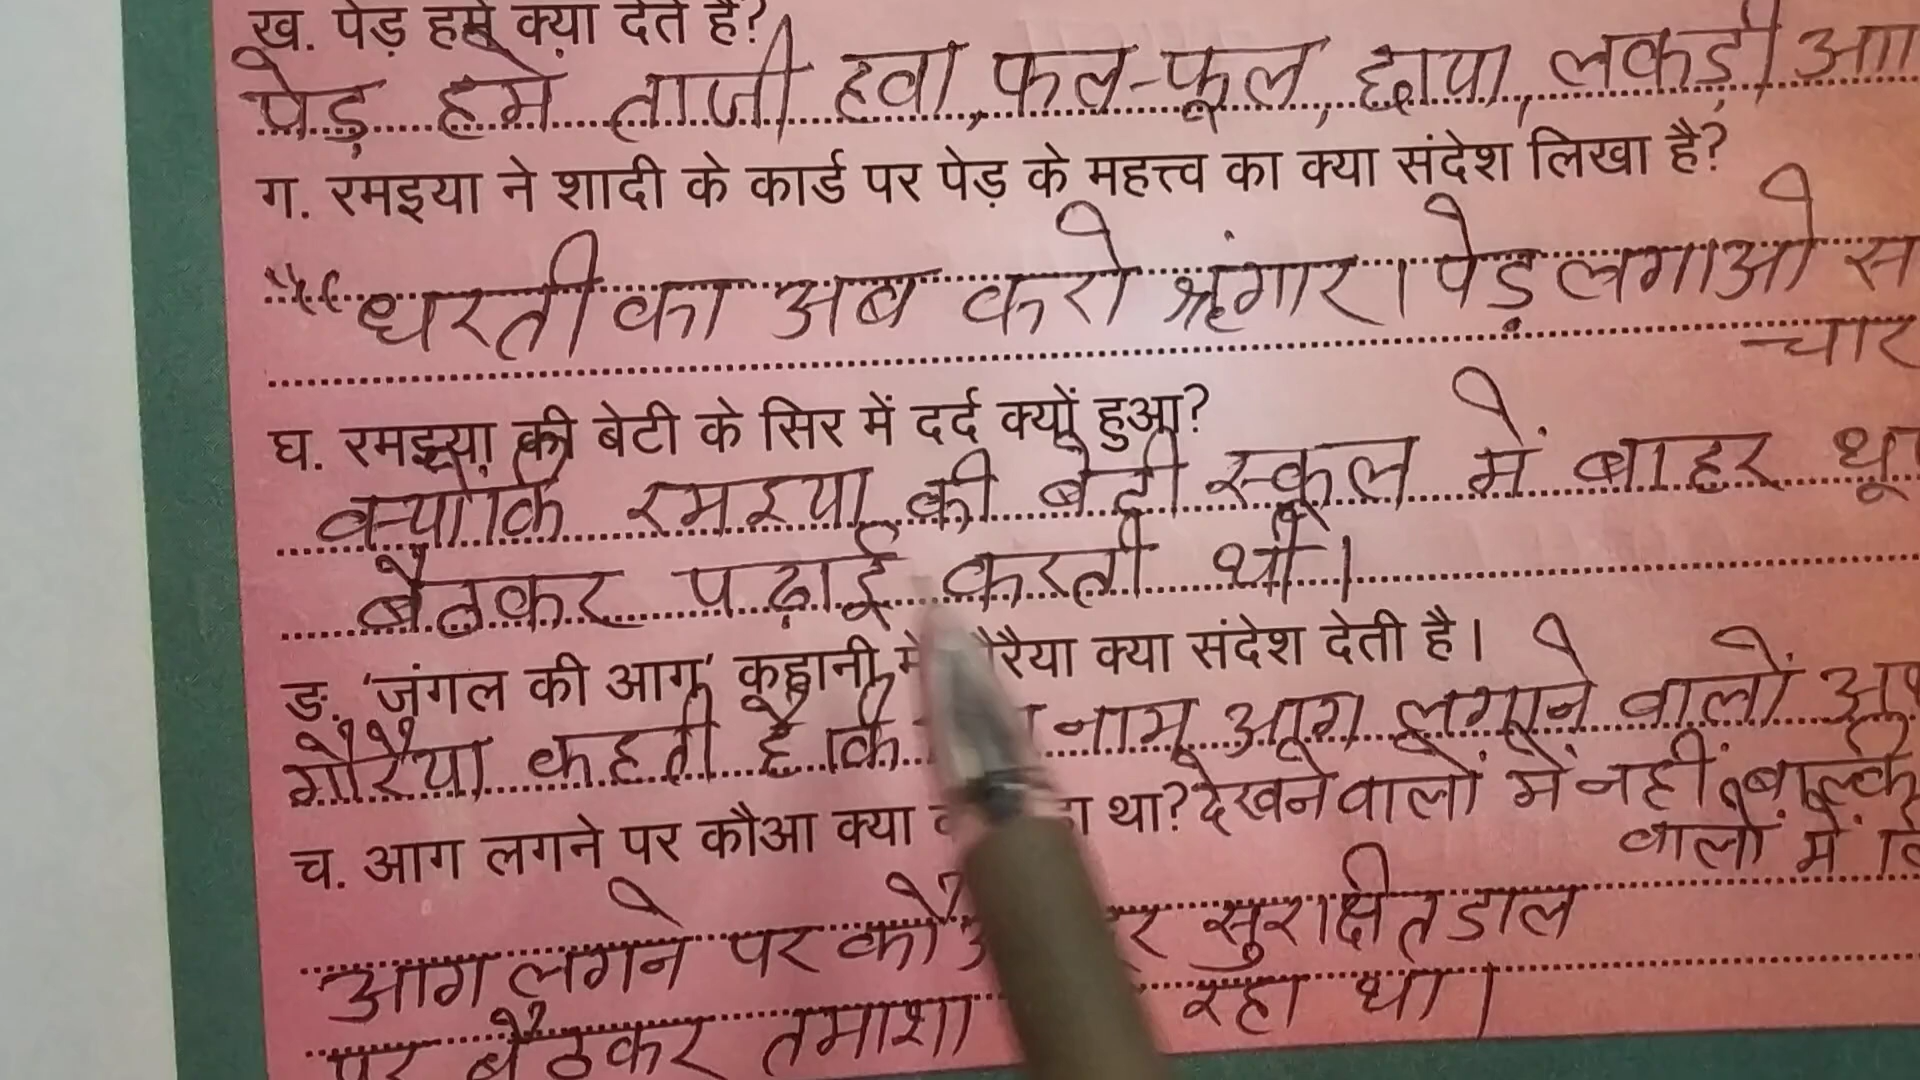 ख. पेड़ हमें क्या देते हैं?
पेड़ हमें ताजी हवा, फल-फूल, छाया, लकड़ी
ग. रमइया ने शादी के कार्ड पर पेड़ के महत्त्व का क्या संदेश लिखा है?
"धरती का अब करो श्रृंगार। पेड़ लगाओ
चार
घ. रमइया की बेटी के सिर में दर्द क्यों हुआ?
क्योंकि रमइया की बेटी स्कूल में बाहर
बैठकर पढ़ाई करती थी।
ङ. 'जंगल की आग' कहानी में क्या संदेश देती है।
गौरैया कहती है कि नाम आग लगाने वालों
देखने वालों में नहीं, बल्कि
वालों में
च. आग लगने पर कौआ क्या था?
आग लगने पर सुरक्षित डाल
पर बैठकर तमाशा रहा था।